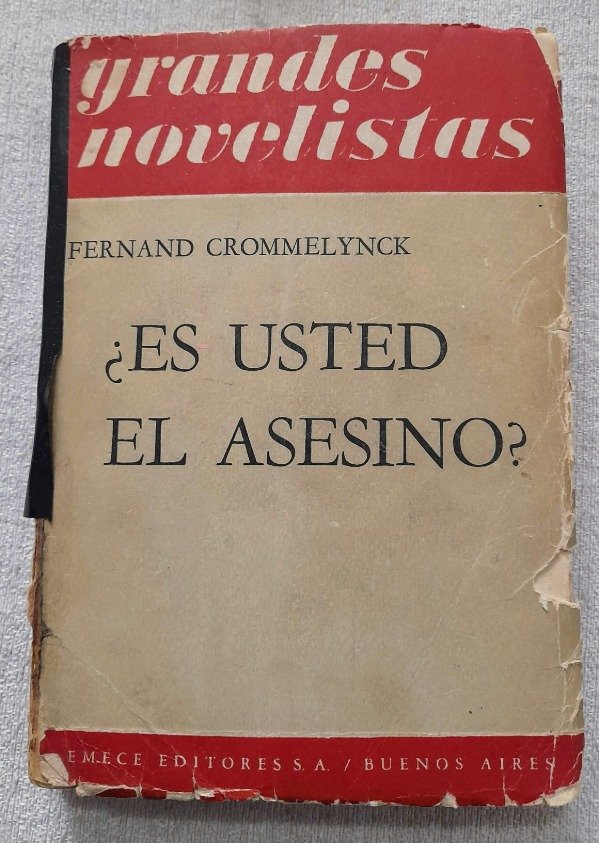 grandes
novelistas
FERNAND CROMMELYNCK
¿ES USTED
EL ASESINO?
EMECE EDITORES S. A. / BUENOS AIRES